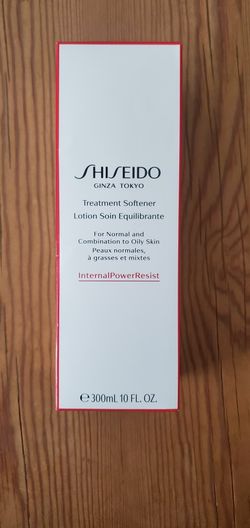 SHISEIDO
GINZA TOKYO
Treatment Softener
Lotion Soin Equilibrante
For Normal and
Combination to Oily Skin
Peaux normales,
à grasses et mixtes
InternalPowerResist
℮300mL 10 FL. OZ.